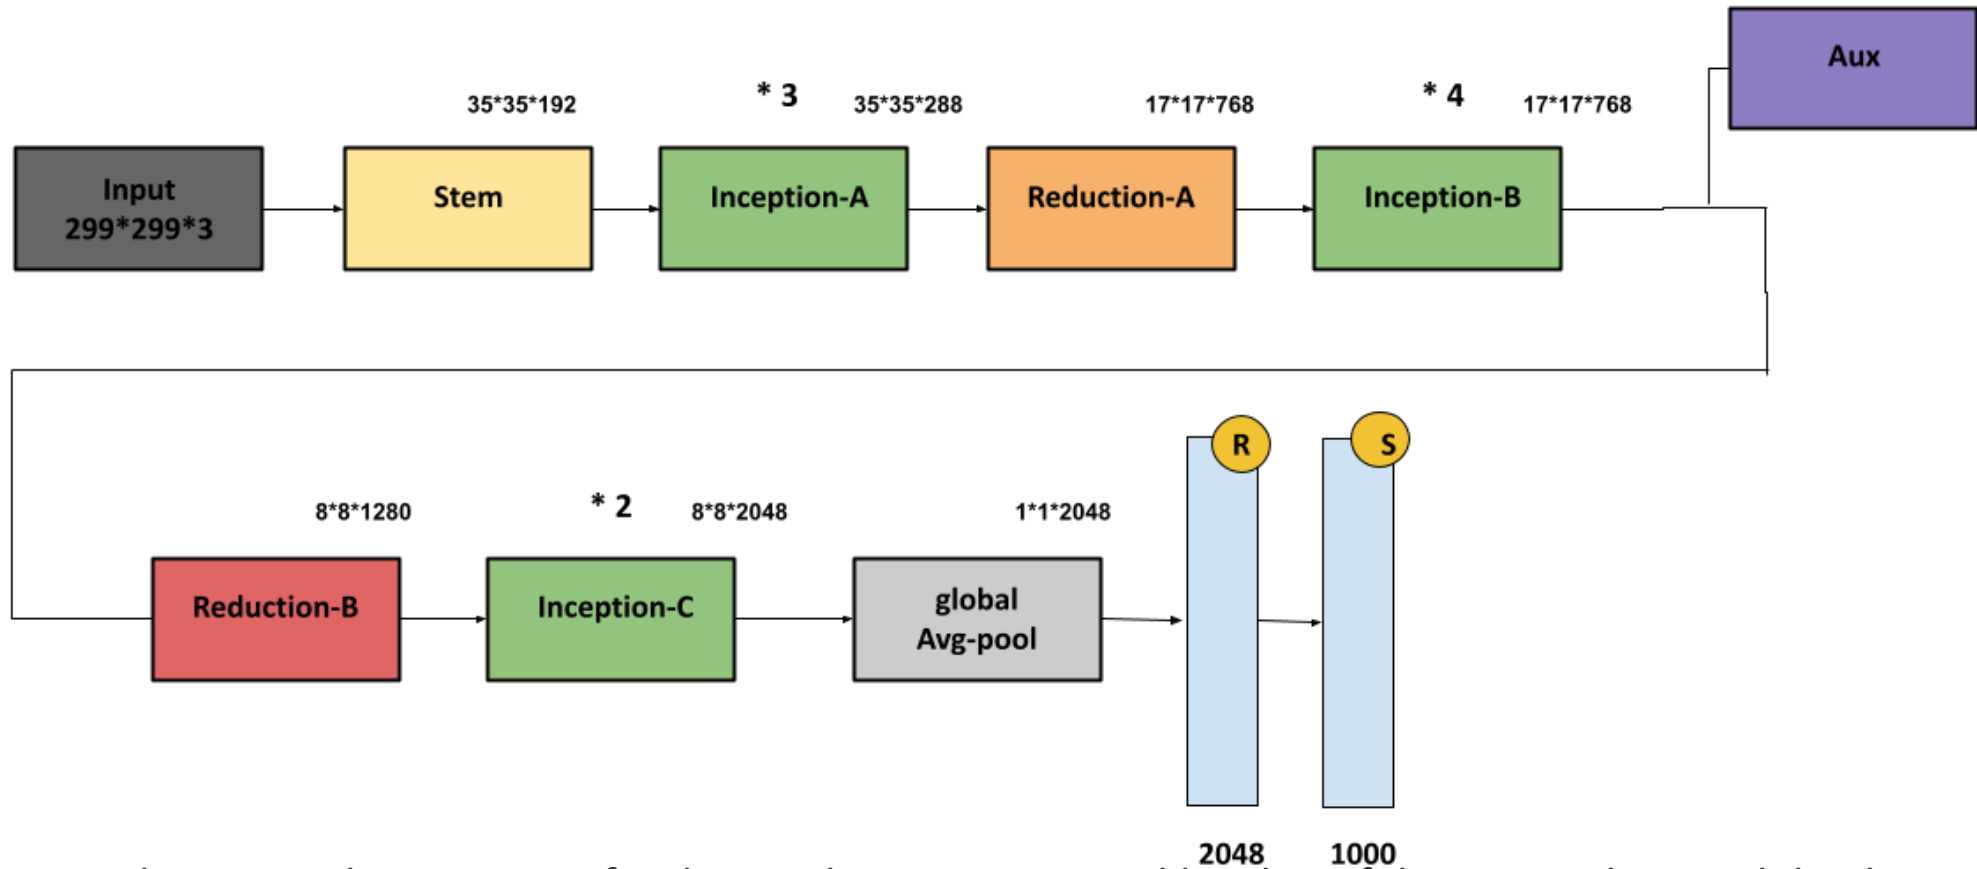 Aux
* 3
* 4
35*35*192
35*35*288
17*17*768
17*17*768
Input
299*299*3
Stem
Inception-A
Reduction-A
Inception-B
R
S
* 2
8*8*1280
8*8*2048
1*1*2048
Reduction-B
Inception-C
global
Avg-pool
2048
1000